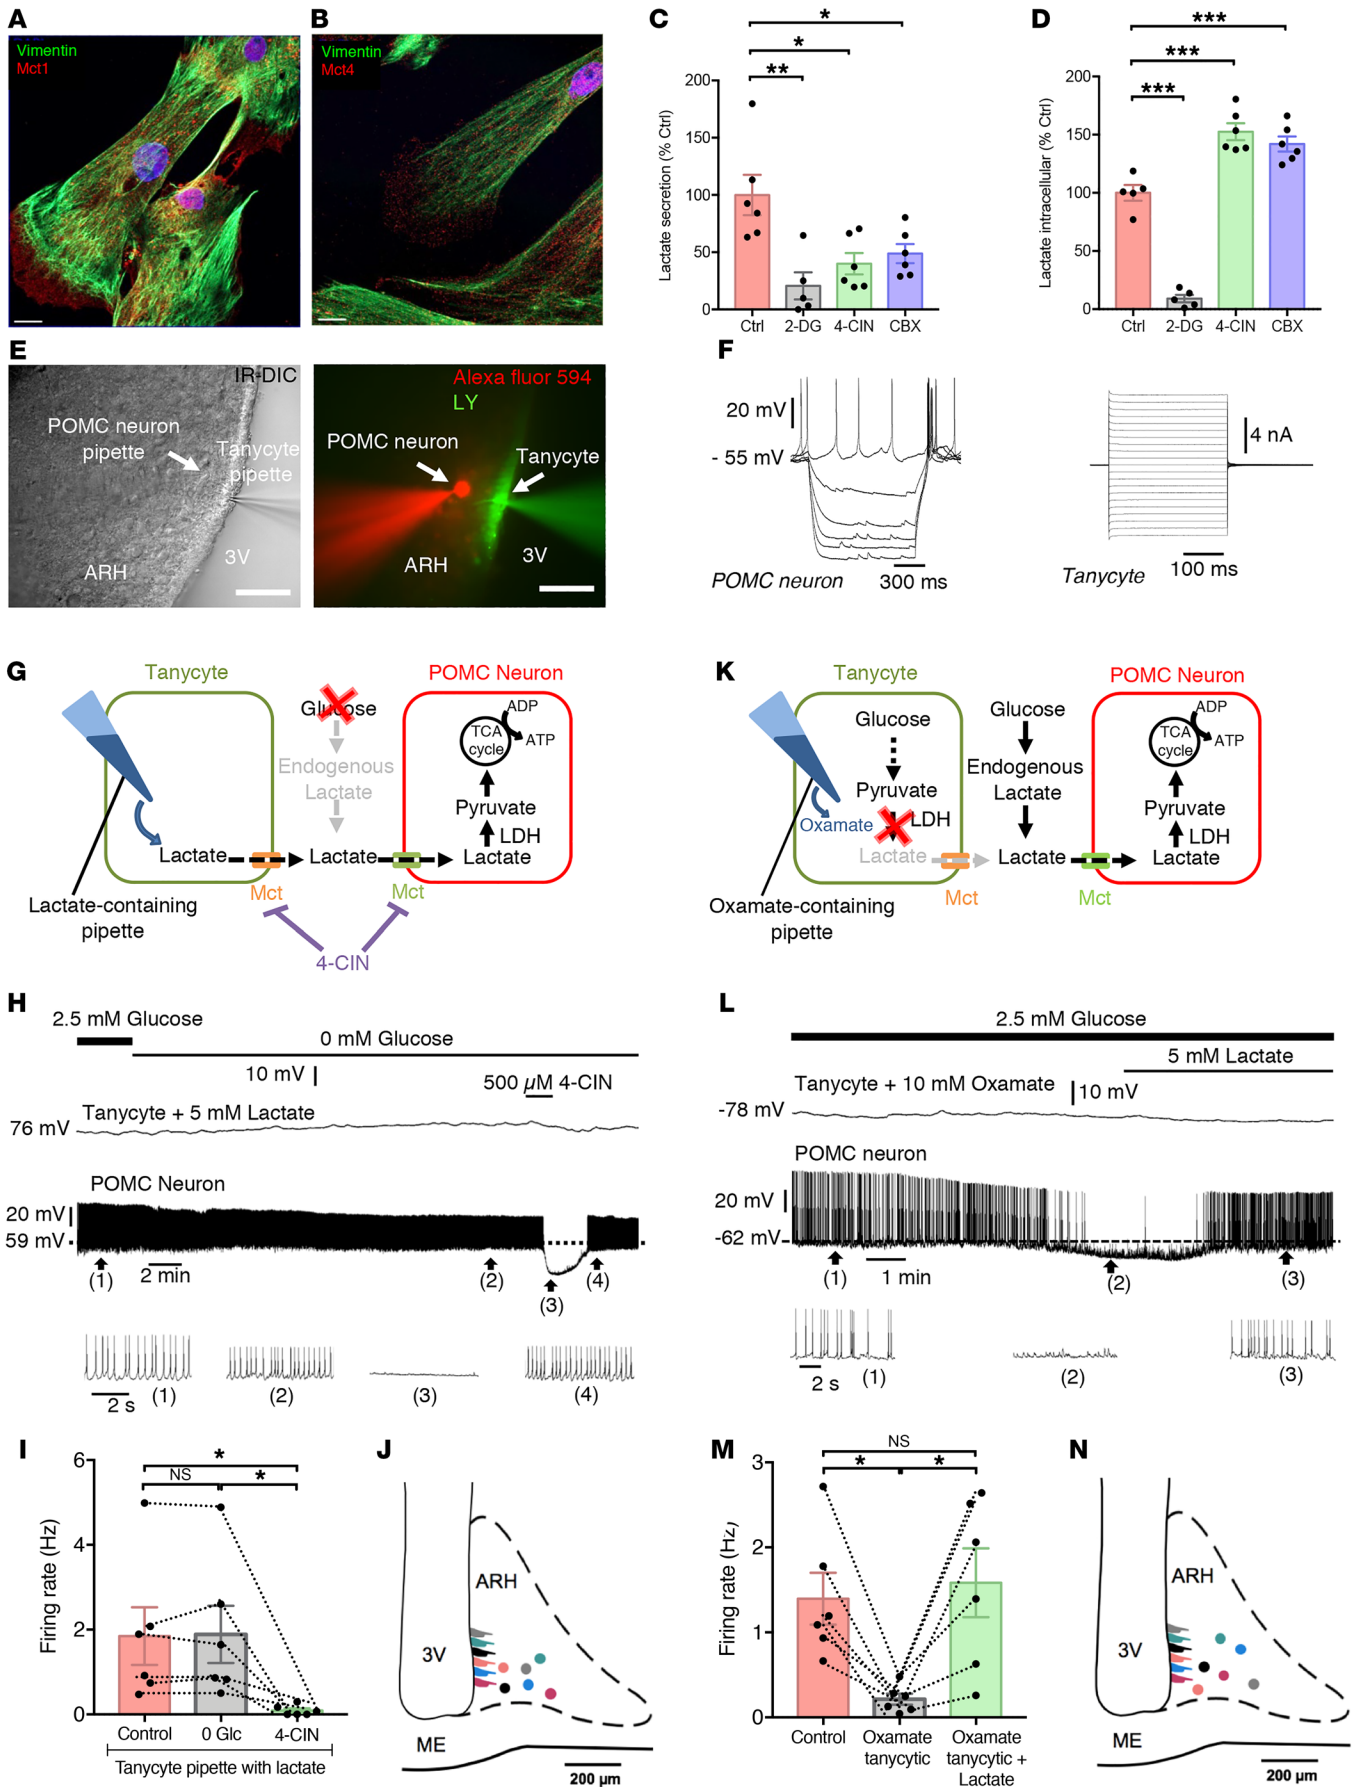 A
Vimentin
Mct1
B
Vimentin
Mct4
C
Lactate secretion (% Ctrl)
200
150
100
50
0
*
*
**
Ctrl
2-DG
4-CIN
CBX
D
Lactate intracellular (% Ctrl)
200
150
100
50
0
***
***
***
Ctrl
2-DG
4-CIN
CBX
E
IR-DIC
POMC neuron
pipette
Tanycyte
pipette
3V
ARH
Alexa fluor 594
LY
POMC neuron
Tanycyte
ARH
3V
F
20 mV
- 55 mV
POMC neuron
300 ms
4 nA
Tanycyte
100 ms
G
Tanycyte
POMC Neuron
Glucose
Endogenous
Lactate
TCA
cycle
ADP
ATP
Pyruvate
LDH
Lactate
Lactate
Lactate
Mct
Mct
Lactate-containing
pipette
4-CIN
K
Tanycyte
POMC Neuron
Glucose
Pyruvate
Oxamate
LDH
Lactate
Glucose
Endogenous
Lactate
Lactate
TCA
cycle
ADP
ATP
Pyruvate
LDH
Lactate
Mct
Mct
Oxamate-containing
pipette
H
2.5 mM Glucose
0 mM Glucose
10 mV
500 µM 4-CIN
Tanycyte + 5 mM Lactate
76 mV
POMC Neuron
20 mV
59 mV
(1)
2 min
(2)
(3)
(4)
2 s
(1)
(2)
(3)
(4)
L
2.5 mM Glucose
5 mM Lactate
Tanycyte + 10 mM Oxamate
10 mV
-78 mV
POMC neuron
20 mV
-62 mV
(1)
1 min
(2)
(3)
2 s
(1)
(2)
(3)
I
Firing rate (Hz)
6
4
2
0
*
NS
*
Control
0 Glc
4-CIN
Tanycyte pipette with lactate
J
ARH
3V
ME
200 µm
M
Firing rate (Hz)
3
2
1
0
NS
*
*
Control
Oxamate
tanycytic
Oxamate
tanycytic +
Lactate
N
ARH
3V
ME
200 µm